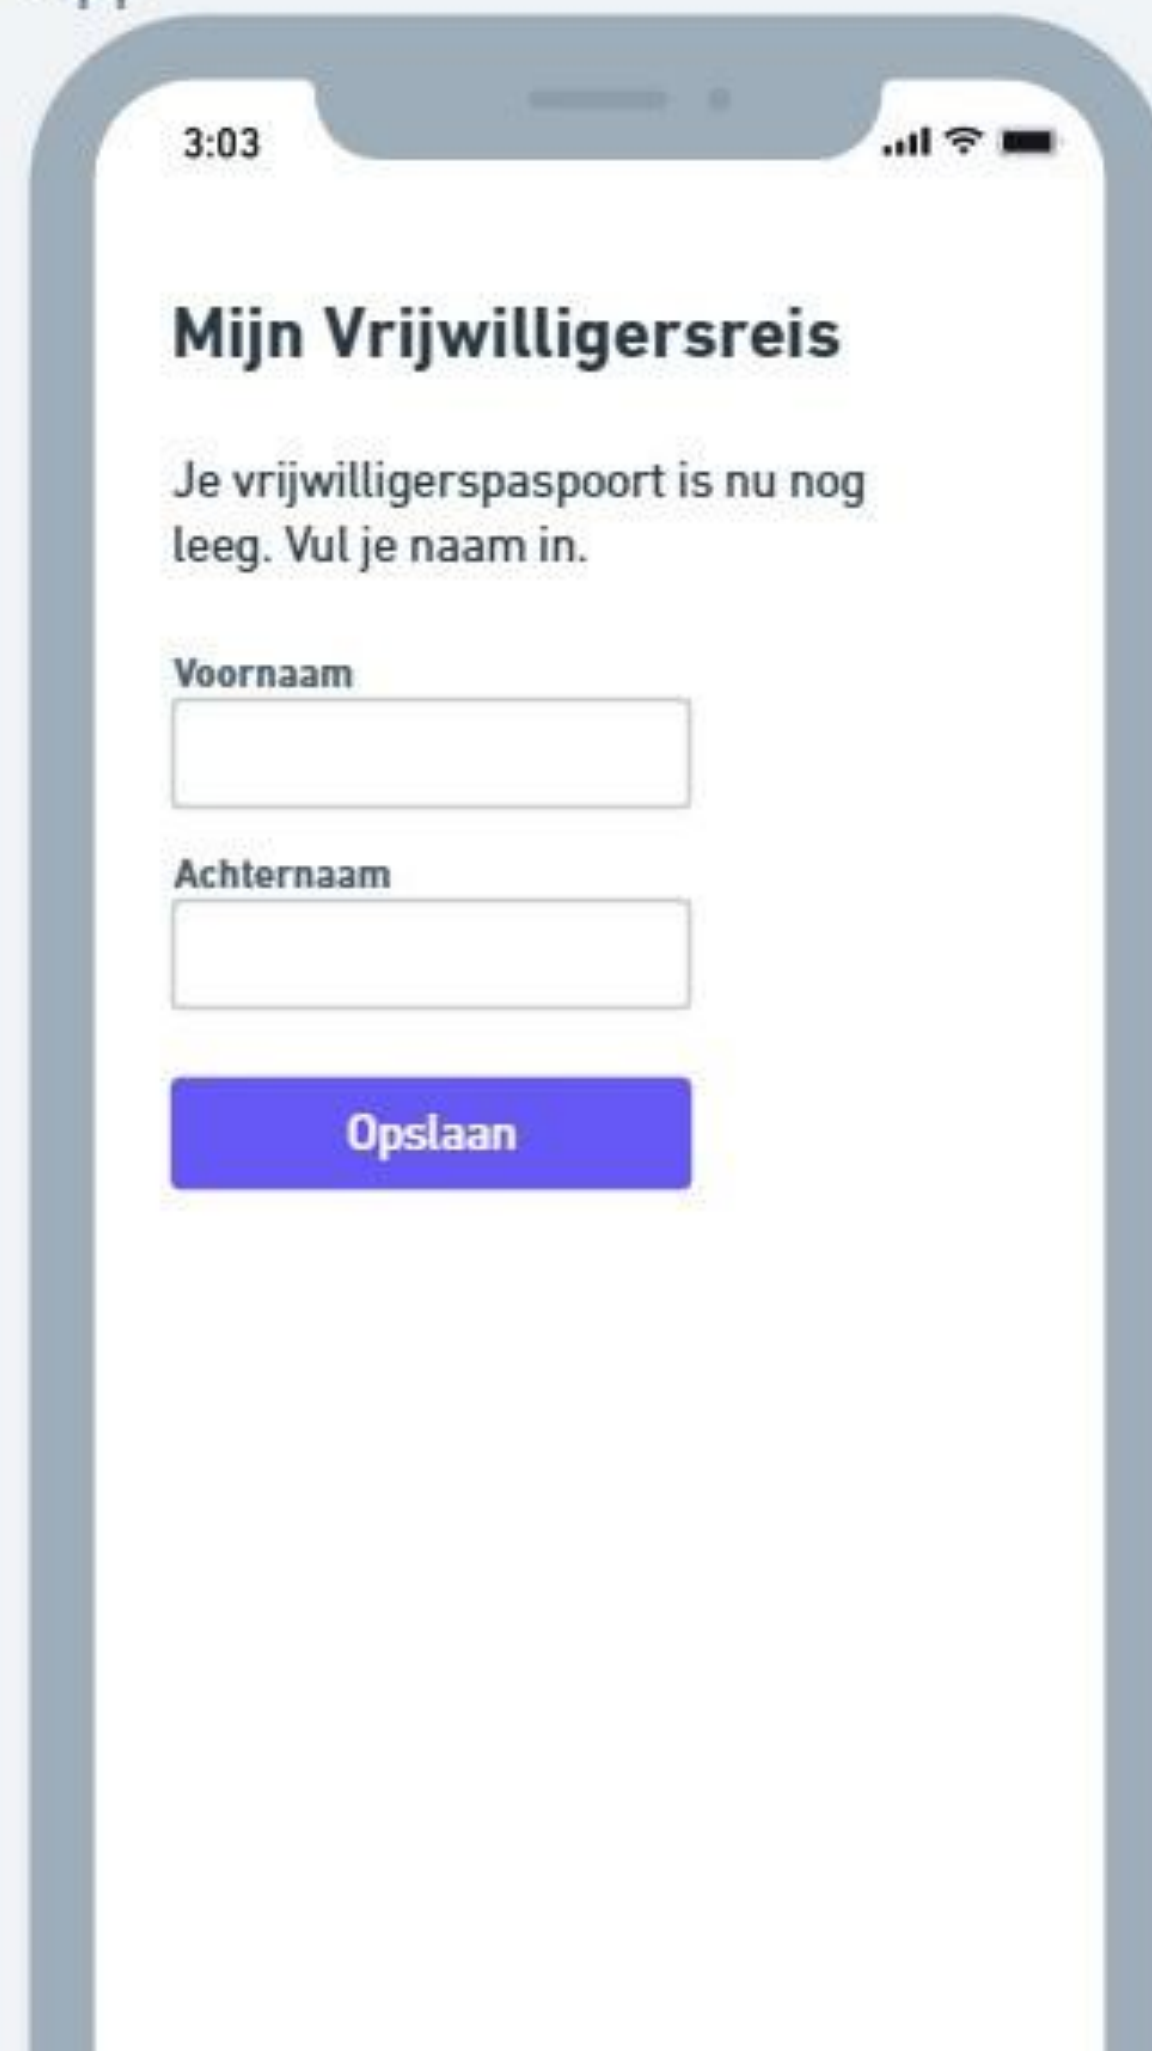 3:03
Mijn Vrijwilligersreis
Je vrijwilligerspaspoort is nu nog
leeg. Vul je naam in.
Voornaam
Achternaam
Opslaan